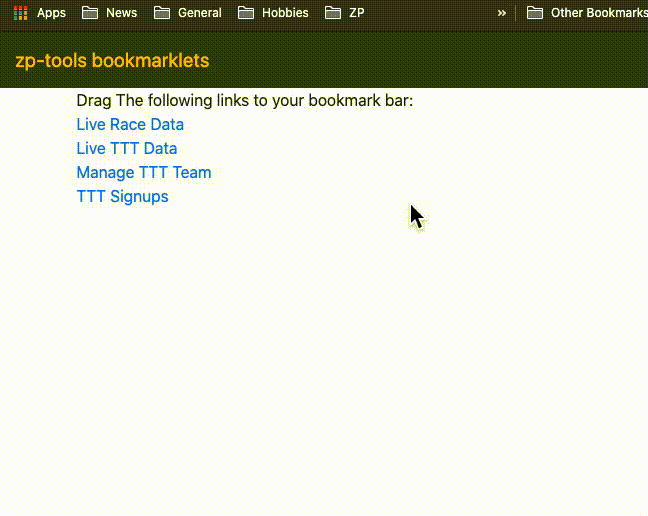 Apps News General Hobbies ZP » Other Bookmarks
zp-tools bookmarklets
Drag The following links to your bookmark bar:
Live Race Data
Live TTT Data
Manage TTT Team
TTT Signups